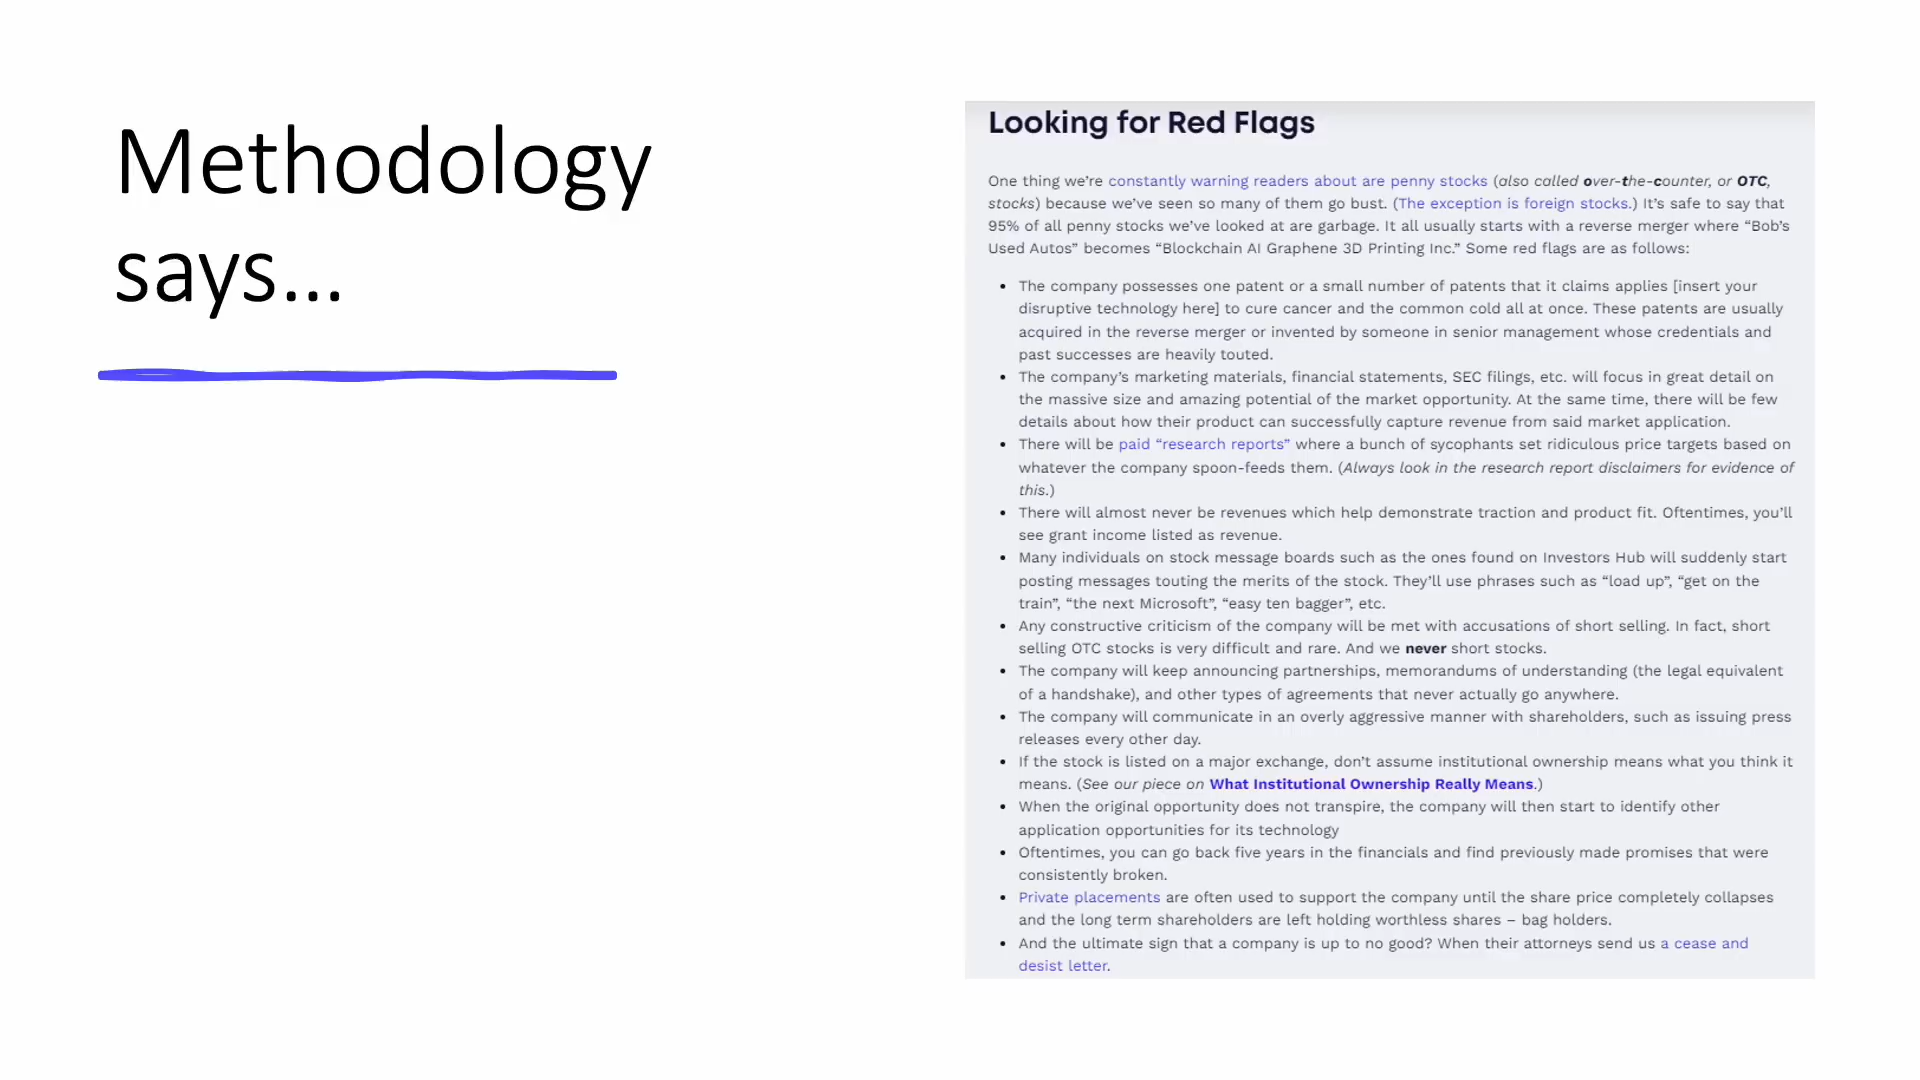 Methodology
says...
Looking for Red Flags
One thing we’re constantly warning readers about are penny stocks (also called over-the-counter, or OTC,
stocks) because we’ve seen so many of them go bust. (The exception is foreign stocks.) It’s safe to say that
95% of all penny stocks we’ve looked at are garbage. It all usually starts with a reverse merger where “Bob’s
Used Autos” becomes “Blockchain AI Graphene 3D Printing Inc.” Some red flags are as follows:
• The company possesses one patent or a small number of patents that it claims applies [insert your
disruptive technology here] to cure cancer and the common cold all at once. These patents are usually
acquired in the reverse merger or invented by someone in senior management whose credentials and
past successes are heavily touted.
• The company’s marketing materials, financial statements, SEC filings, etc. will focus in great detail on
the massive size and amazing potential of the market opportunity. At the same time, there will be few
details about how their product can successfully capture revenue from said market application.
• There will be paid “research reports” where a bunch of sycophants set ridiculous price targets based on
whatever the company spoon-feeds them. (Always look in the research report disclaimers for evidence of
this.)
• There will almost never be revenues which help demonstrate traction and product fit. Oftentimes, you’ll
see grant income listed as revenue.
• Many individuals on stock message boards such as the ones found on Investors Hub will suddenly start
posting messages touting the merits of the stock. They’ll use phrases such as “load up”, “get on the
train”, “the next Microsoft”, “easy ten bagger”, etc.
• Any constructive criticism of the company will be met with accusations of short selling. In fact, short
selling OTC stocks is very difficult and rare. And we never short stocks.
• The company will keep announcing partnerships, memorandums of understanding (the legal equivalent
of a handshake), and other types of agreements that never actually go anywhere.
• The company will communicate in an overly aggressive manner with shareholders, such as issuing press
releases every other day.
• If the stock is listed on a major exchange, don’t assume institutional ownership means what you think it
means. (See our piece on What Institutional Ownership Really Means.)
• When the original opportunity does not transpire, the company will then start to identify other
application opportunities for its technology
• Oftentimes, you can go back five years in the financials and find previously made promises that were
consistently broken.
• Private placements are often used to support the company until the share price completely collapses
and the long term shareholders are left holding worthless shares – bag holders.
• And the ultimate sign that a company is up to no good? When their attorneys send us a cease and
desist letter.